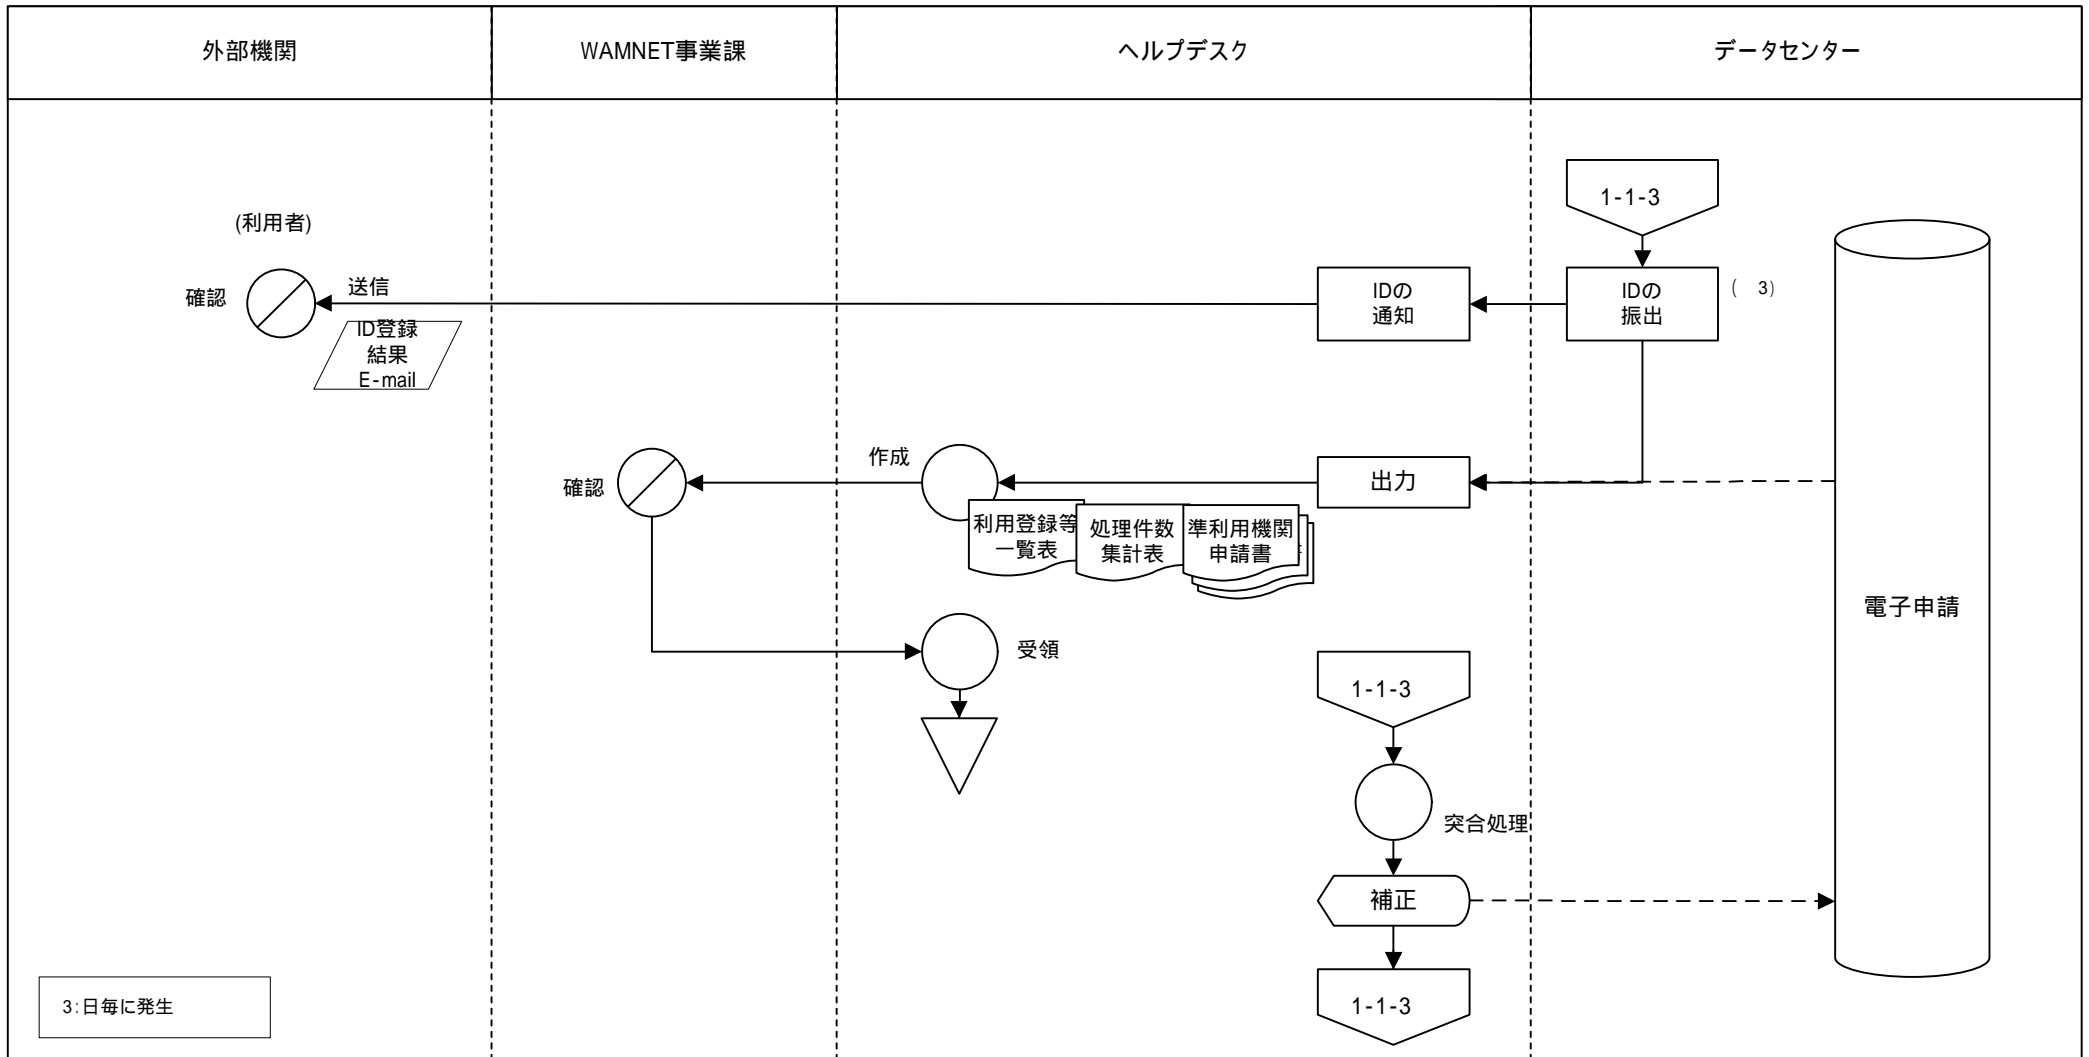 外部機関
WAMNET事業課
ヘルプデスク
データセンター
1-1-3
(利用者)
確認
送信
IDの
通知
IDの
振出
( 3)
ID登録
結果
E-mail
確認
作成
出力
利用登録等
一覧表
処理件数
集計表
準利用機関
申請書
電子申請
受領
1-1-3
突合処理
補正
1-1-3
3:日毎に発生